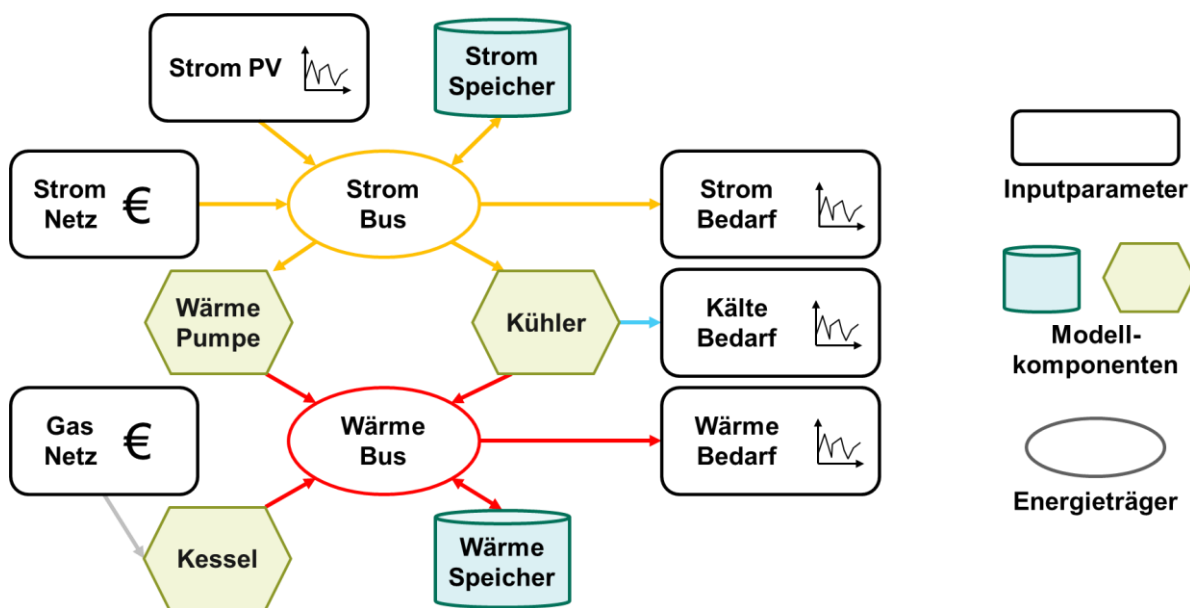 Strom PV
Strom
Speicher
Strom
Netz
€
Strom
Bus
Strom
Bedarf
Wärme
Pumpe
Kühler
Kälte
Bedarf
Gas
Netz
€
Wärme
Bus
Wärme
Bedarf
Kessel
Wärme
Speicher
Inputparameter
Modell-
komponenten
Energieträger